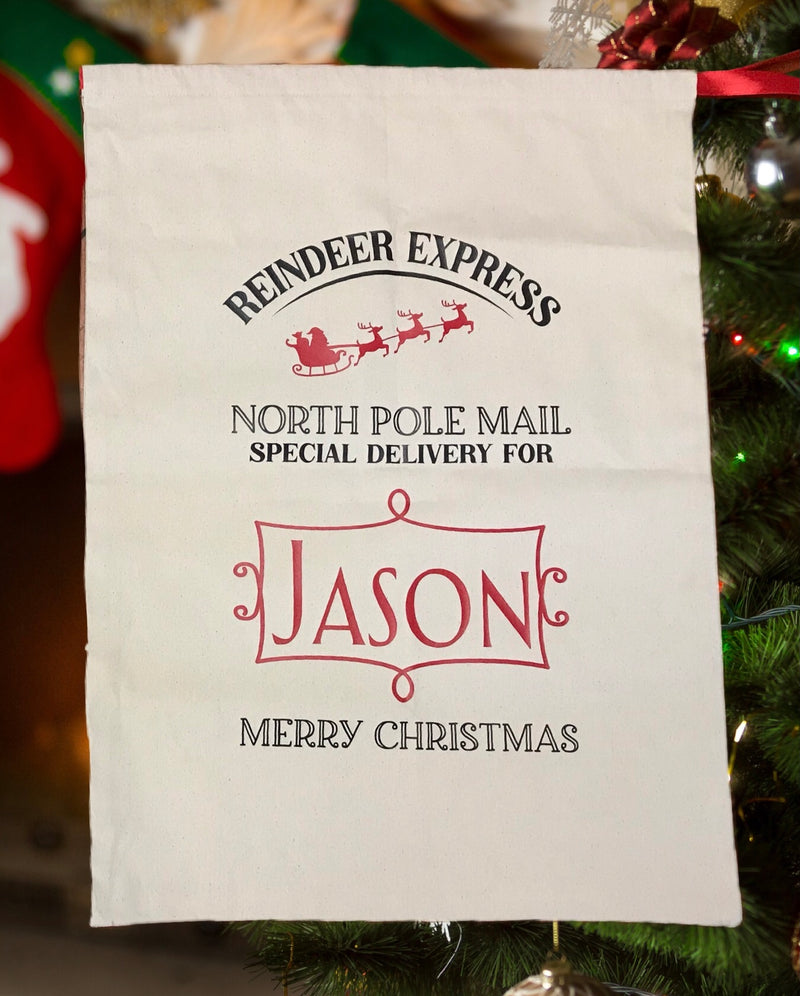 REINDEER EXPRESS
NORTH POLE MAIL
SPECIAL DELIVERY FOR
JASON
MERRY CHRISTMAS